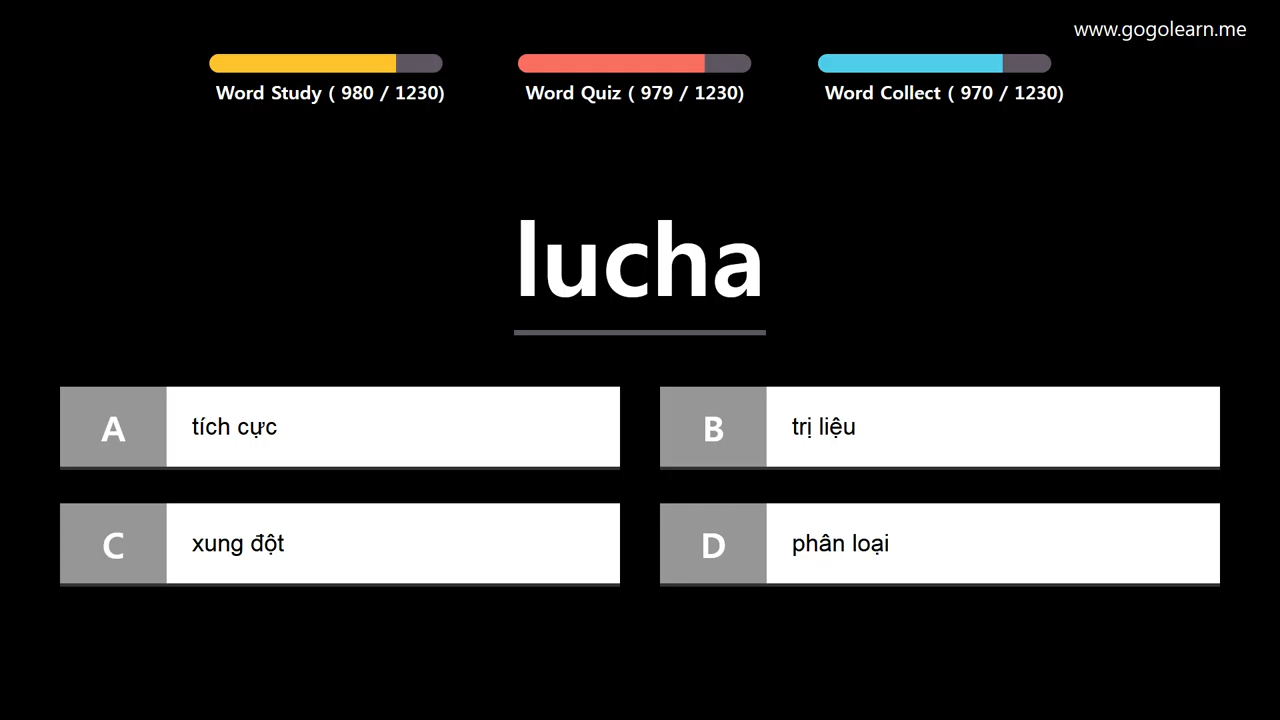 www.gogolearn.me
Word Study ( 980 / 1230)
Word Quiz ( 979 / 1230)
Word Collect ( 970 / 1230)
lucha
A
tích cực
B
trị liệu
C
xung đột
D
phân loại